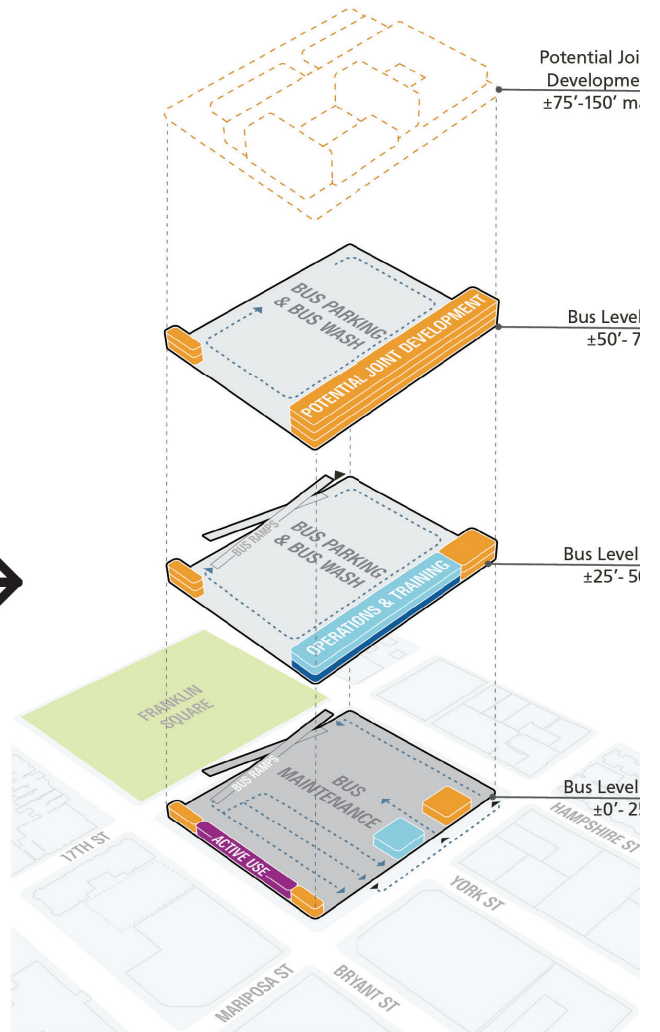 Potential Joi
Developme
±75'-150' m
BUS PARKING
& BUS WASH
POTENTIAL JOINT DEVELOPMENT
Bus Level
±50'- 7
BUS RAMPS
BUS PARKING
& BUS WASH
OPERATIONS & TRAINING
Bus Level
±25'- 5
FRANKLIN
SQUARE
BUS RAMPS
BUS
MAINTENANCE
Bus Level
±0'- 25
HAMPSHIRE ST
ACTIVE USE
17TH ST
YORK ST
MARIPOSA ST
BRYANT ST